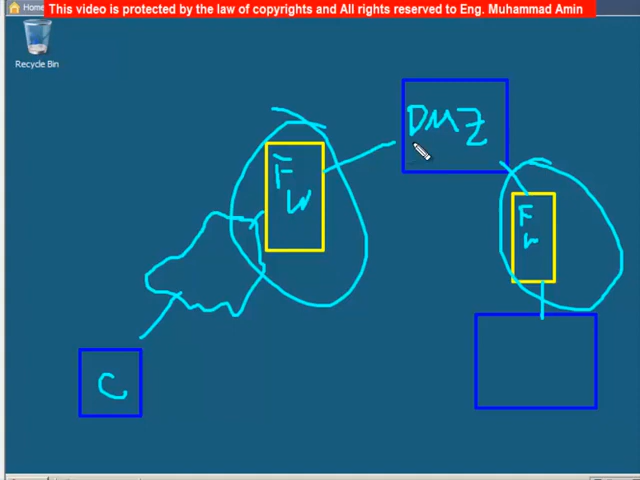 Home
This video is protected by the law of copyrights and All rights reserved to Eng. Muhammad Amin
Recycle Bin
DMZ
F
W
F
W
C